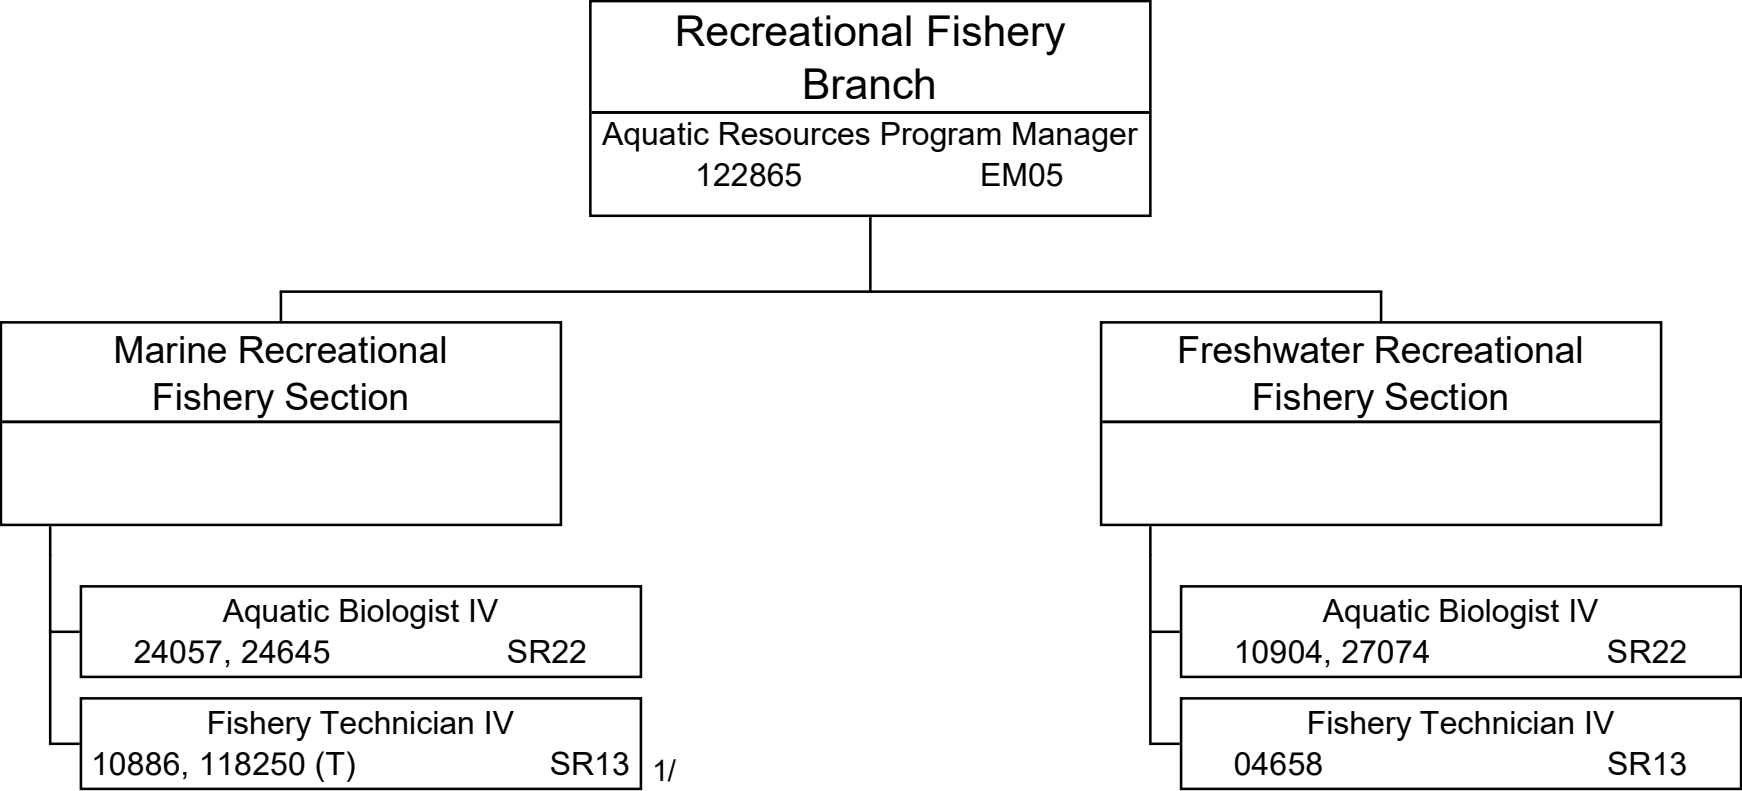 Recreational Fishery
Branch
Aquatic Resources Program Manager
122865 EM05
Marine Recreational
Fishery Section
Aquatic Biologist IV
24057, 24645 SR22
Fishery Technician IV
10886, 118250 (T) SR13 1/
Freshwater Recreational
Fishery Section
Aquatic Biologist IV
10904, 27074 SR22
Fishery Technician IV
04658 SR13